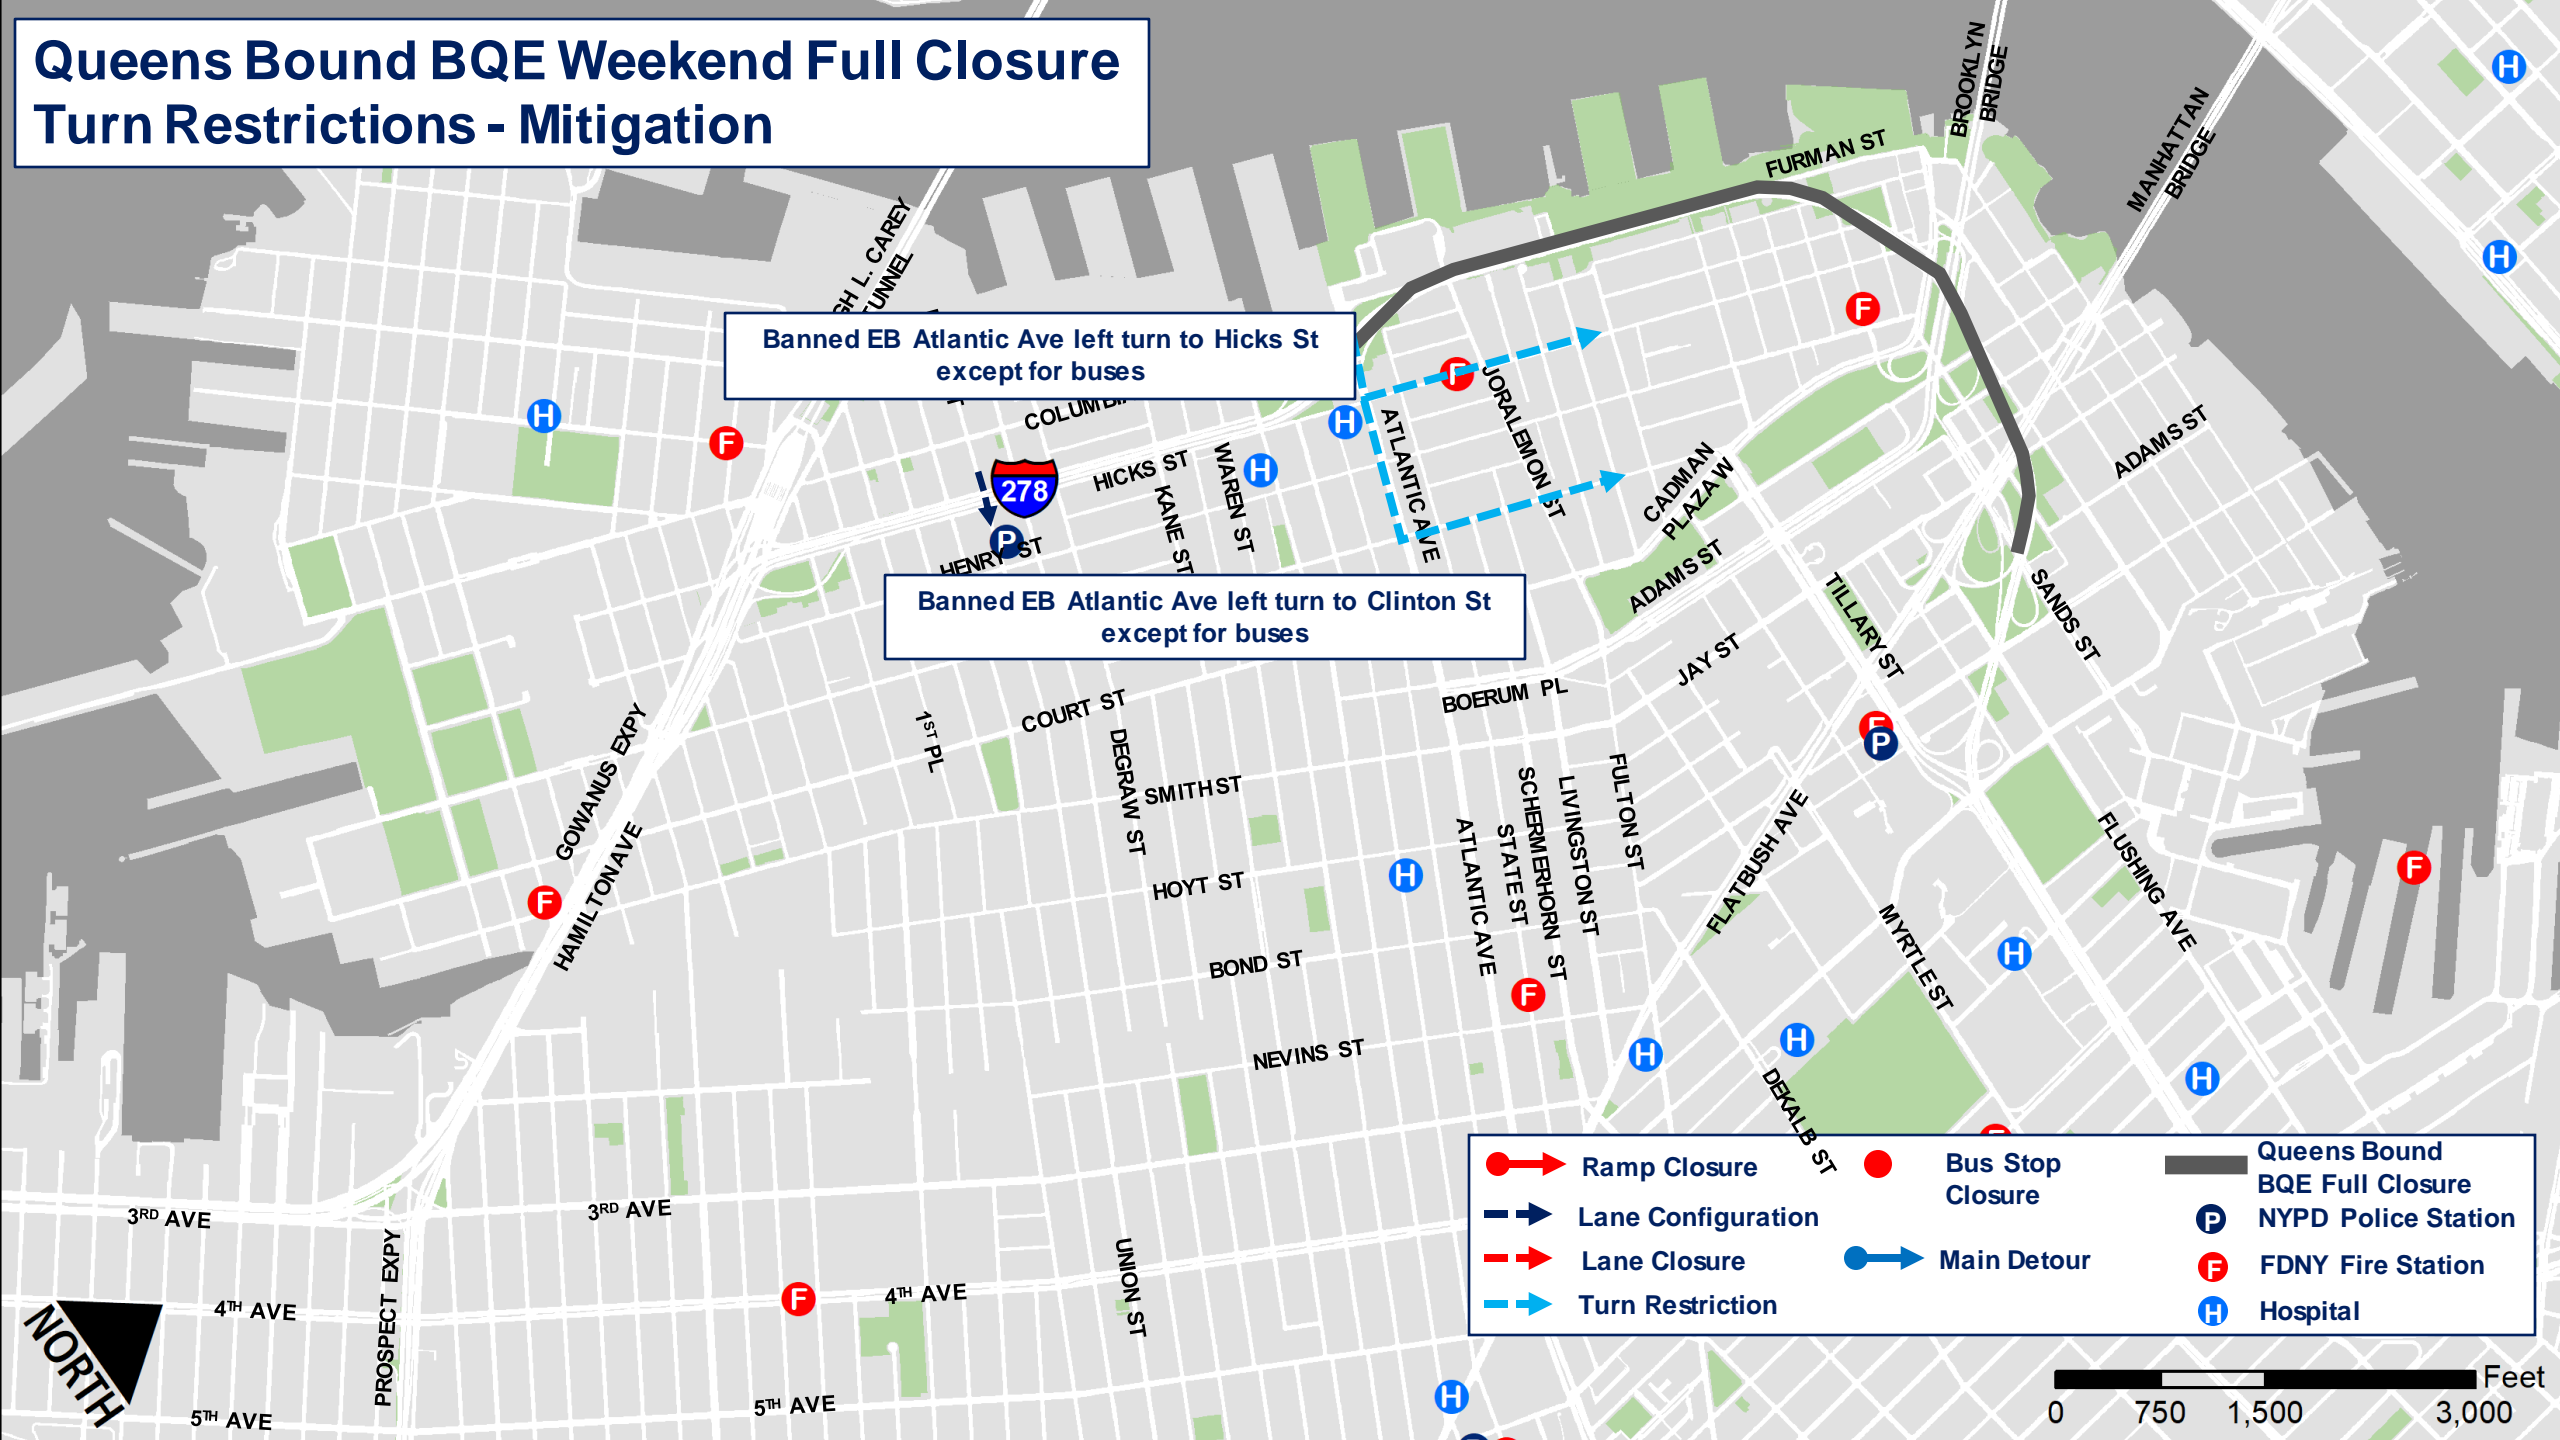 Queens Bound BQE Weekend Full Closure
Turn Restrictions - Mitigation
BROOKLYN
BRIDGE
MANHATTAN
BRIDGE
FURMAN ST
GH L. CAREY
TUNNEL
Banned EB Atlantic Ave left turn to Hicks St
except for buses
HICKS ST
278
KANE ST
WAREN ST
ATLANTIC AVE
JORALEMON ST
CADMAN
PLAZA W
ADAMS ST
ADAMS ST
HENRY ST
Banned EB Atlantic Ave left turn to Clinton St
except for buses
TILLARY ST
SANDS ST
JAY ST
BOERUM PL
COURT ST
1ST PL
DEGRAW ST
SMITH ST
GOWANUS EXPY
HAMILTON AVE
HOYT ST
BOND ST
NEVINS ST
ATLANTIC AVE
STATE ST
SCHERMERHORN ST
LIVINGSTON ST
FULTON ST
FLATBUSH AVE
MYRTLE ST
FLUSHING AVE
DEKALB ST
3RD AVE
3RD AVE
4TH AVE
4TH AVE
5TH AVE
5TH AVE
PROSPECT EXPY
UNION ST
NORTH
H
H
H
H
H
H
H
H
H
H
H
F
F
F
F
F
F
F
F
F
P
P
Ramp Closure
Lane Configuration
Lane Closure
Turn Restriction
Bus Stop
Closure
Main Detour
Queens Bound
BQE Full Closure
P NYPD Police Station
F FDNY Fire Station
H Hospital
Feet
0 750 1,500 3,000